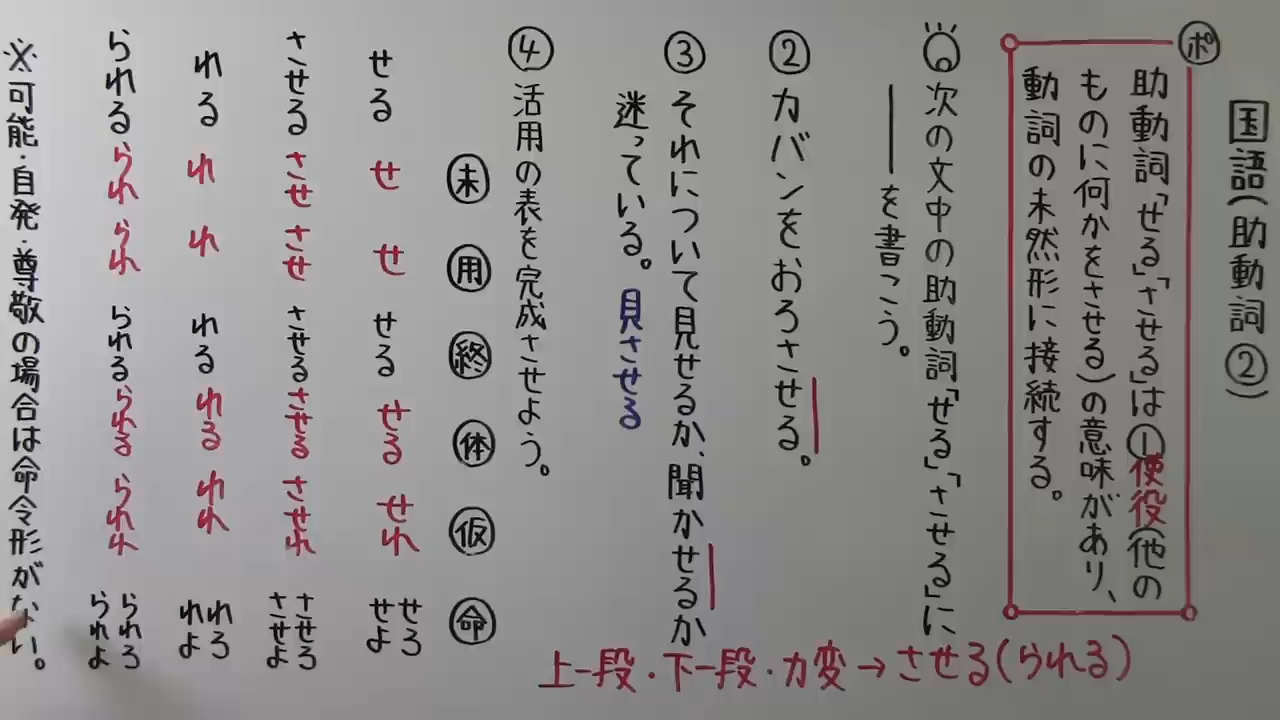 国語(助動詞②)
ポ
助動詞「せる」「させる」は①使役(他の
ものに何かをさせる)の意味があり、
動詞の未然形に接続する。
次の文中の助動詞「せる」「させる」に
――を書こう。
②カバンをおろさせる。
③それについて見せるか、聞かせるか
迷っている。見させる
上一段・下一段・カ変→させる(られる)
④活用の表を完成させよう。
未 用 終 体 仮 命
せる せ せ せる せる せれ せろ せよ
させる させ させ させる させる させれ させろ させよ
れる れ れ れる れる れれ れろ れよ
られる られ られ られる られる られれ られろ られよ
※可能・自発・尊敬の場合は命令形がない。